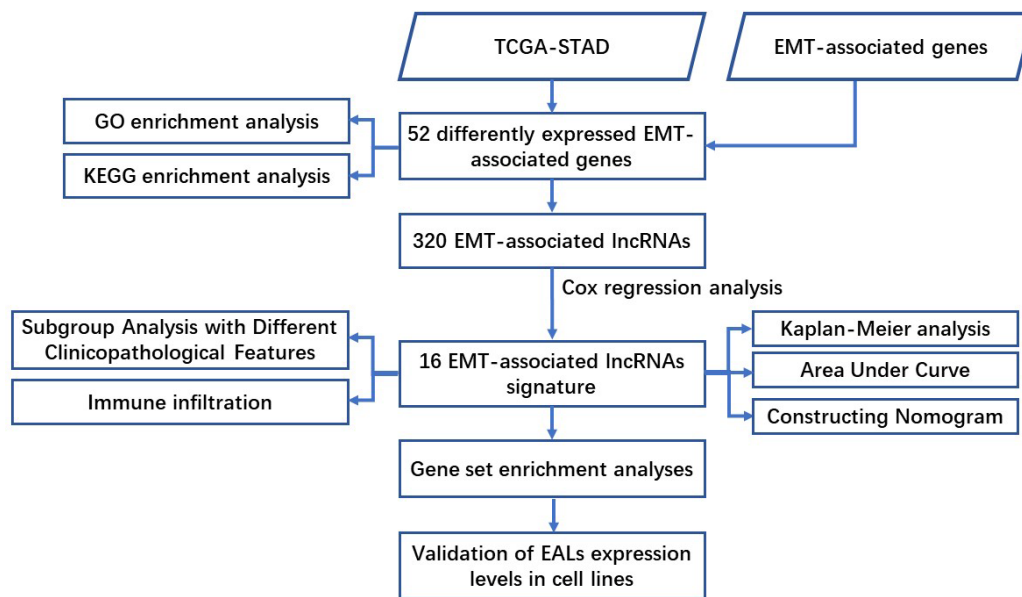 TCGA-STAD
EMT-associated genes
GO enrichment analysis
KEGG enrichment analysis
52 differently expressed EMT-
associated genes
320 EMT-associated lncRNAs
Cox regression analysis
Subgroup Analysis with Different
Clinicopathological Features
Immune infiltration
16 EMT-associated lncRNAs
signature
Kaplan-Meier analysis
Area Under Curve
Constructing Nomogram
Gene set enrichment analyses
Validation of EALs expression
levels in cell lines